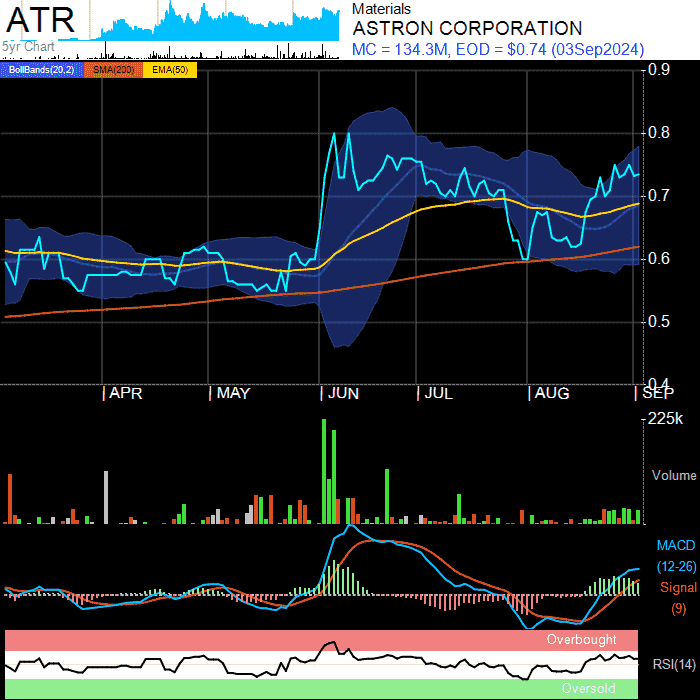 ATR
5yr Chart
Materials
ASTRON CORPORATION
MC = 134.3M, EOD = $0.74 (03Sep2024)
BollBands(20,2) SMA(200) EMA(50)
0.9
0.8
0.7
0.6
0.5
0.4
APR MAY JUN JUL AUG SEP
225k
Volume
MACD
(12-26)
Signal
(9)
Overbought
RSI(14)
Oversold